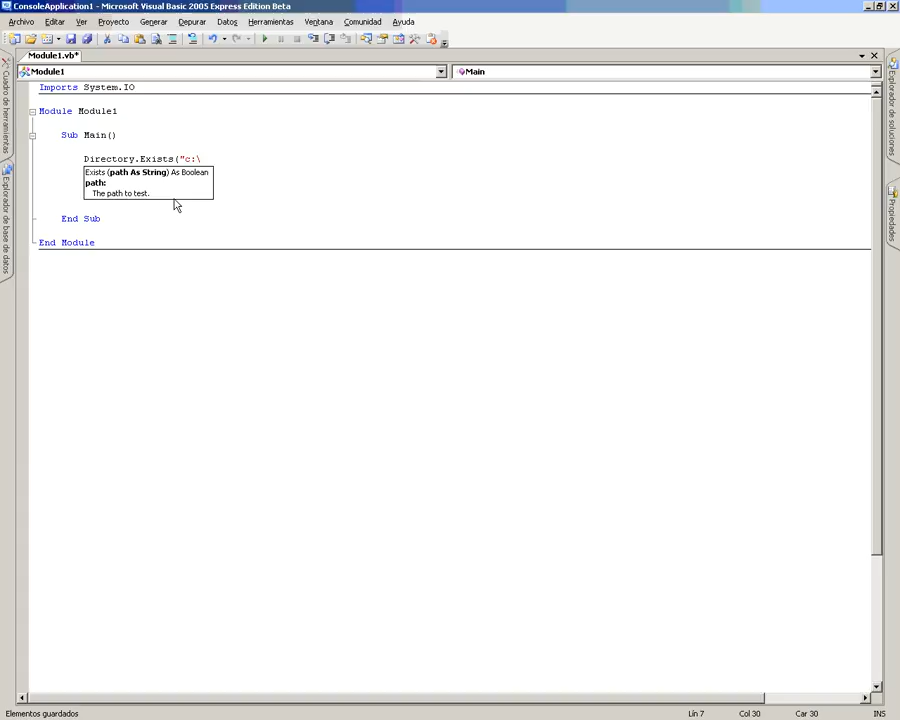 ConsoleApplication1 - Microsoft Visual Basic 2005 Express Edition Beta
Archivo Editar Ver Proyecto Generar Depurar Datos Herramientas Ventana Comunidad Ayuda
Module1.vb*
Module1 Main
Imports System.IO
Module Module1
Sub Main()
Directory.Exists("c:\
Exists (path As String) As Boolean
path:
The path to test.
End Sub
End Module
Cuadro de herramientas
Explorador de base de datos
Explorador de soluciones
Propiedades
Elementos guardados Lín 7 Col 30 Car 30 INS